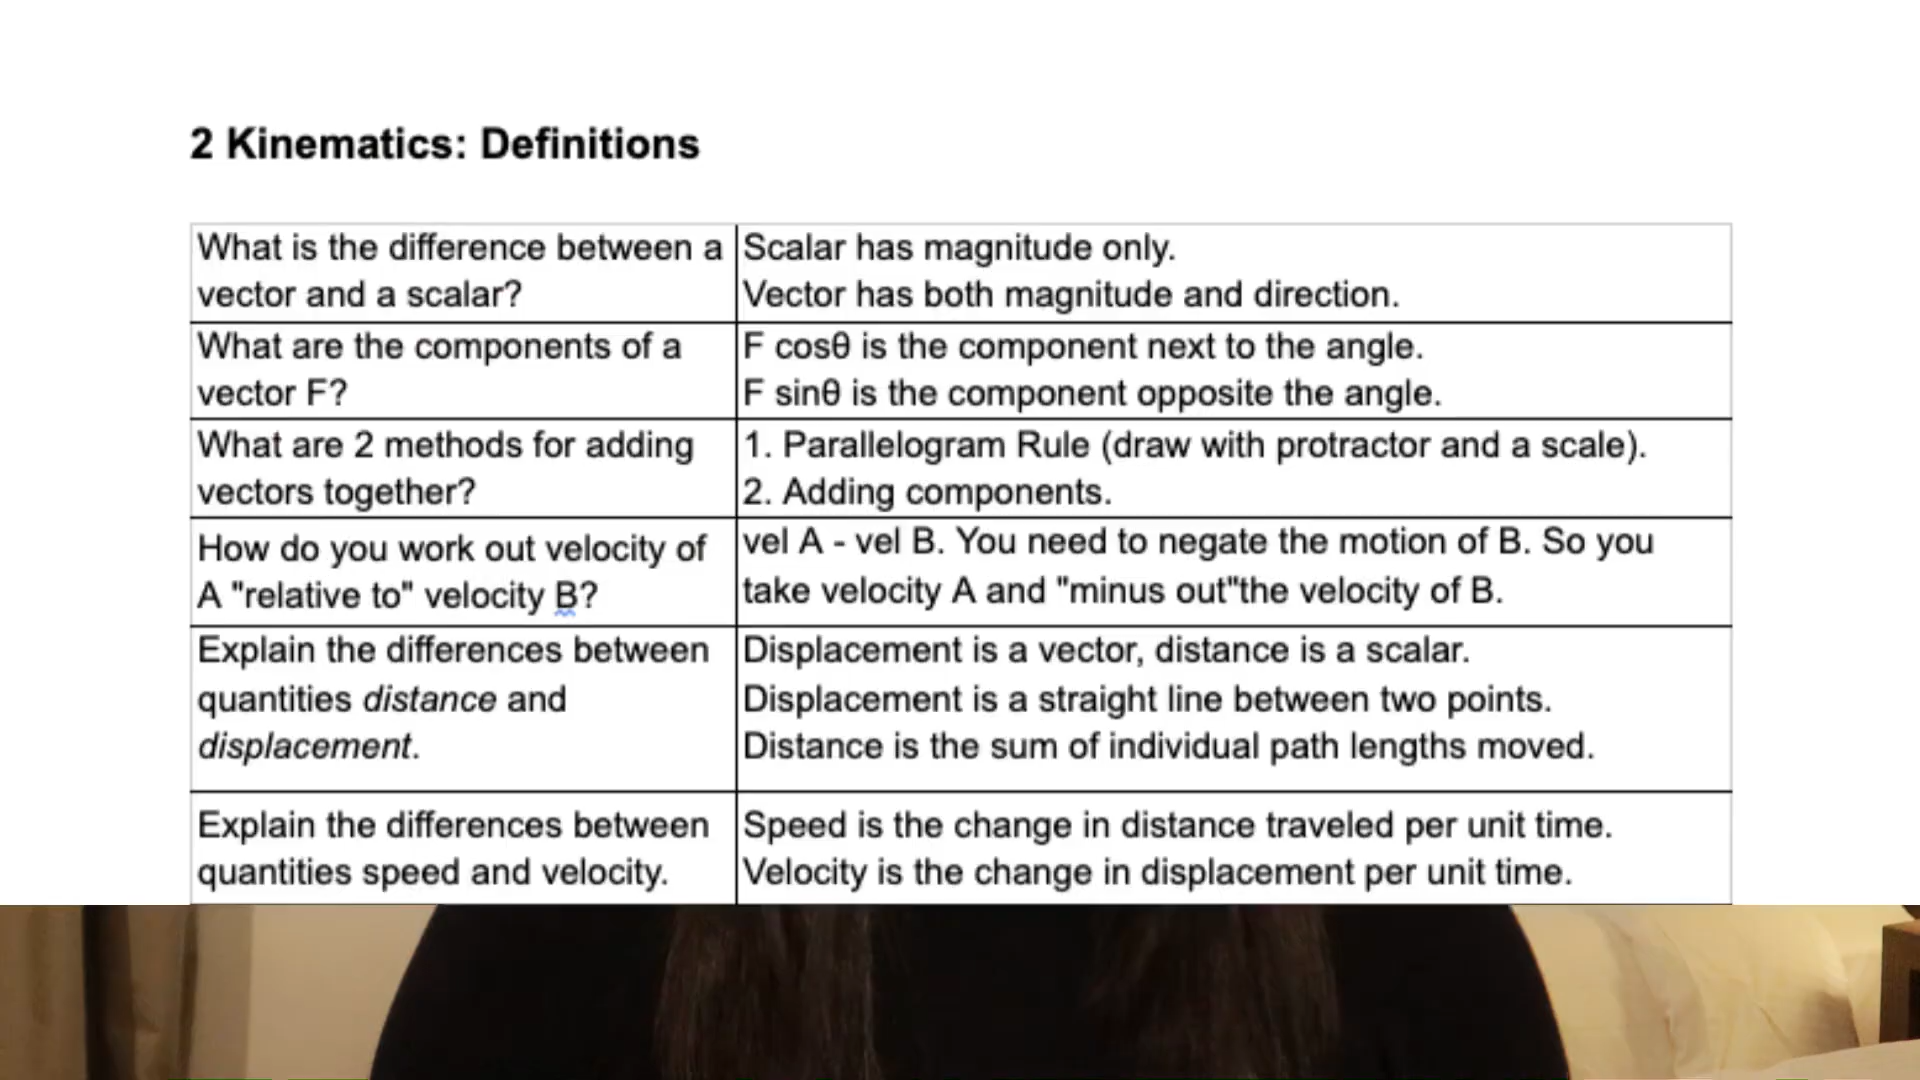 2 Kinematics: Definitions
What is the difference between a
vector and a scalar?
Scalar has magnitude only.
Vector has both magnitude and direction.
What are the components of a
vector F?
F cosθ is the component next to the angle.
F sinθ is the component opposite the angle.
What are 2 methods for adding
vectors together?
1. Parallelogram Rule (draw with protractor and a scale).
2. Adding components.
How do you work out velocity of
A "relative to" velocity B?
vel A - vel B. You need to negate the motion of B. So you
take velocity A and "minus out"the velocity of B.
Explain the differences between
quantities distance and
displacement.
Displacement is a vector, distance is a scalar.
Displacement is a straight line between two points.
Distance is the sum of individual path lengths moved.
Explain the differences between
quantities speed and velocity.
Speed is the change in distance traveled per unit time.
Velocity is the change in displacement per unit time.